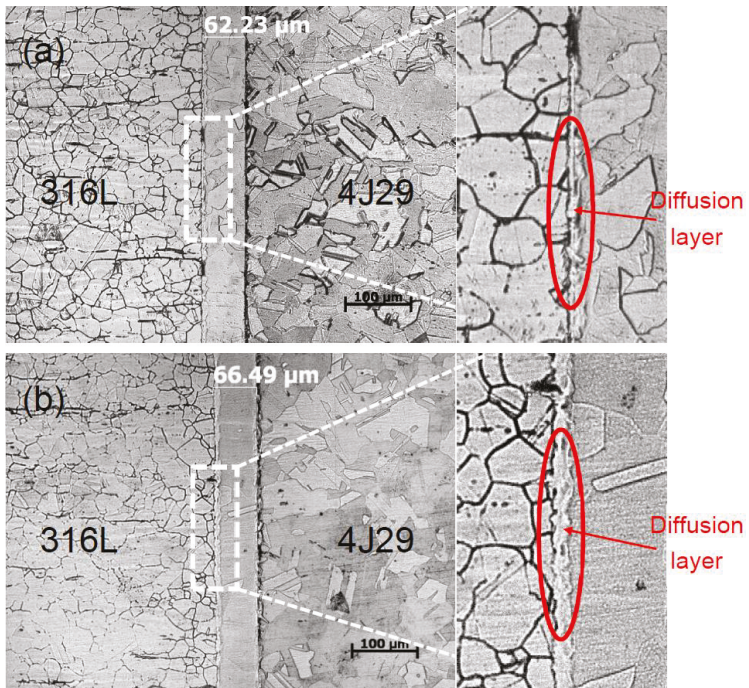 62.23 µm
(a)
316L
4J29
Diffusion
layer
100 µm
66.49 µm
(b)
316L
4J29
Diffusion
layer
100 µm